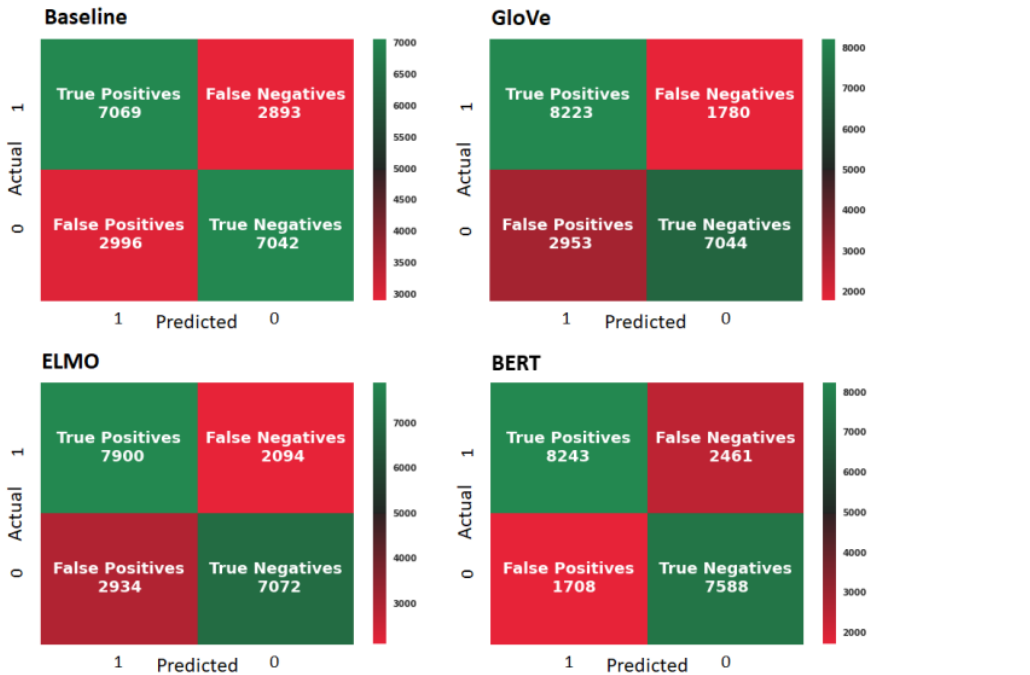 Baseline
True Positives
7069
False Negatives
2893
False Positives
2996
True Negatives
7042
Actual
1
0
1
Predicted
0
7000
6500
6000
5500
5000
4500
4000
3500
3000
GloVe
True Positives
8223
False Negatives
1780
False Positives
2953
True Negatives
7044
Actual
1
0
1
Predicted
0
8000
7000
6000
5000
4000
3000
2000
ELMO
True Positives
7900
False Negatives
2094
False Positives
2934
True Negatives
7072
Actual
1
0
1
Predicted
0
7000
6000
5000
4000
3000
BERT
True Positives
8243
False Negatives
2461
False Positives
1708
True Negatives
7588
Actual
1
0
1
Predicted
0
8000
7000
6000
5000
4000
3000
2000